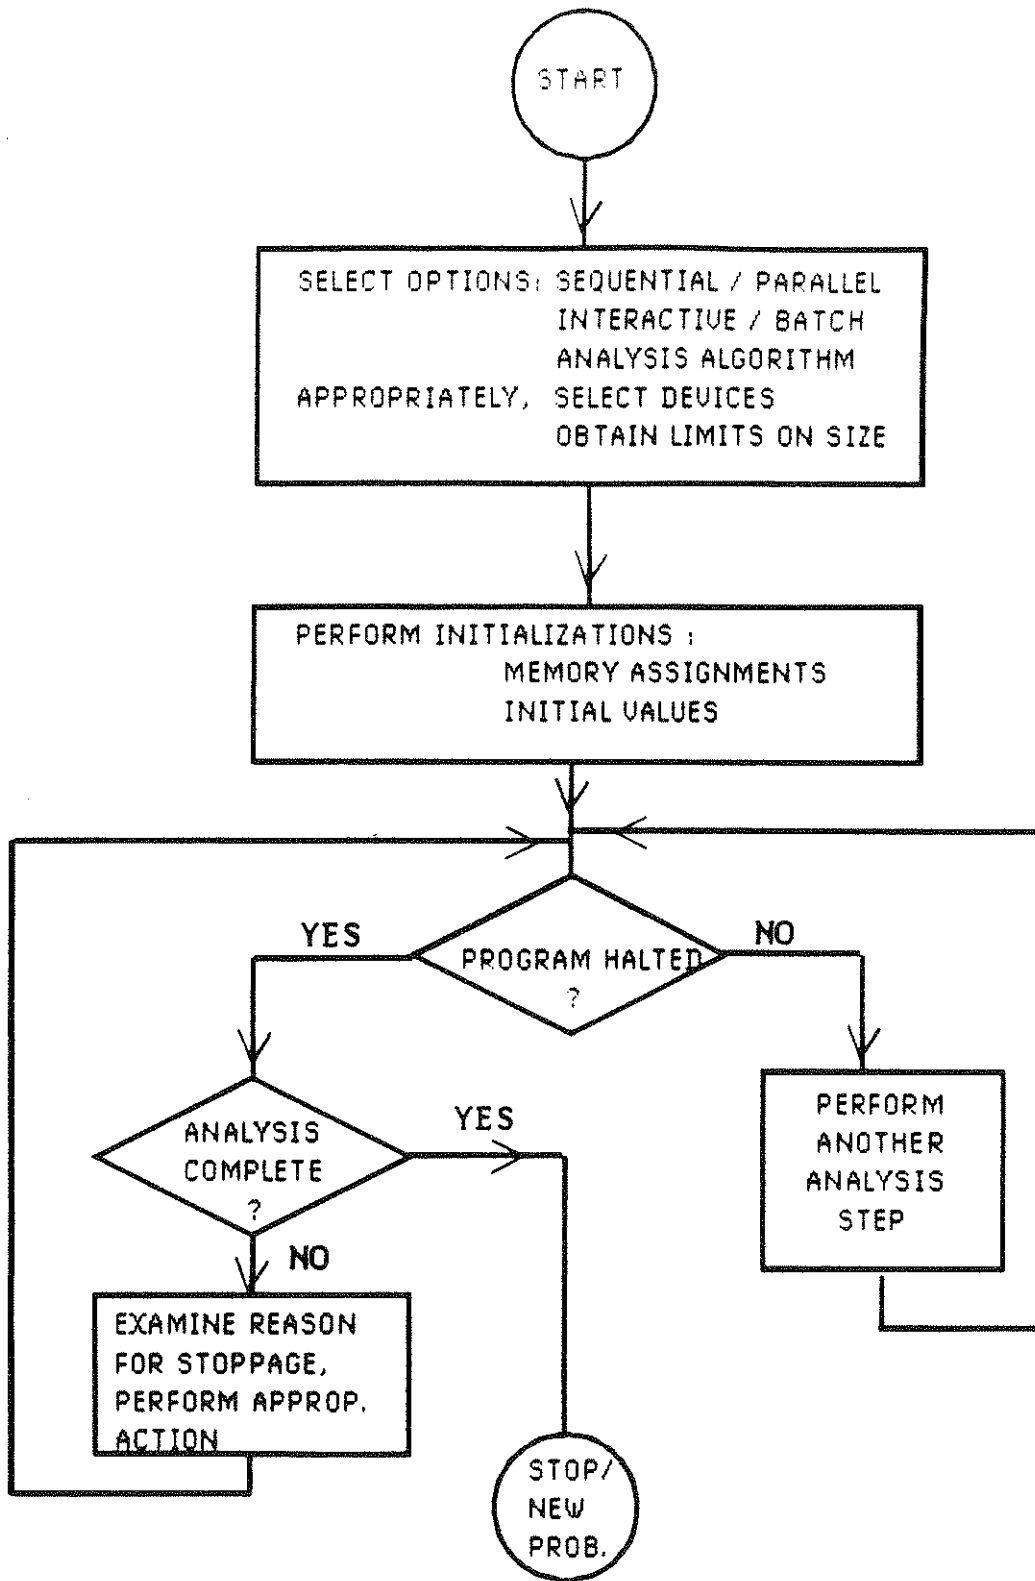 START
SELECT OPTIONS: SEQUENTIAL / PARALLEL
INTERACTIVE / BATCH
ANALYSIS ALGORITHM
APPROPRIATELY, SELECT DEVICES
OBTAIN LIMITS ON SIZE
PERFORM INITIALIZATIONS :
MEMORY ASSIGNMENTS
INITIAL VALUES
YES
NO
PROGRAM HALTED
?
YES
ANALYSIS
COMPLETE
?
NO
PERFORM
ANOTHER
ANALYSIS
STEP
EXAMINE REASON
FOR STOPPAGE,
PERFORM APPROP.
ACTION
STOP/
NEW
PROB.